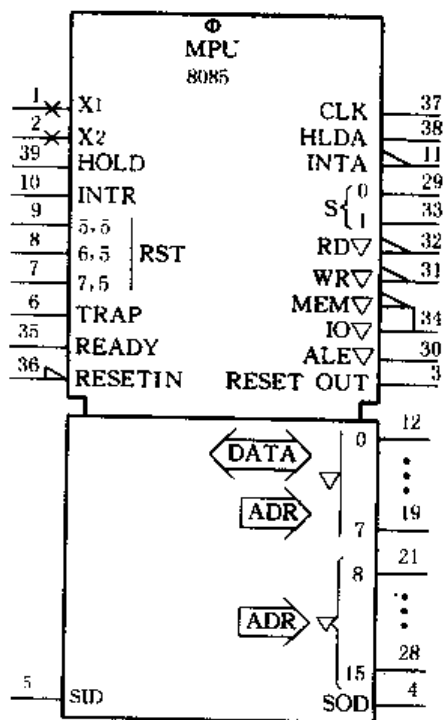 Φ
MPU
8085
1 X1
2 X2
39 HOLD
10 INTR
9 5,5
8 6,5 RST
7 7,5
6 TRAP
35 READY
36 RESETIN
CLK 37
HLDA 38
INTA 11
S 0 29
1 33
RD▽ 32
WR▽ 31
MEM▽
IO▽ 34
ALE▽ 30
RESET OUT 3
DATA 0 12
▽
ADR 7 19
8 21
ADR ▽
15 28
5 SID
SOD 4